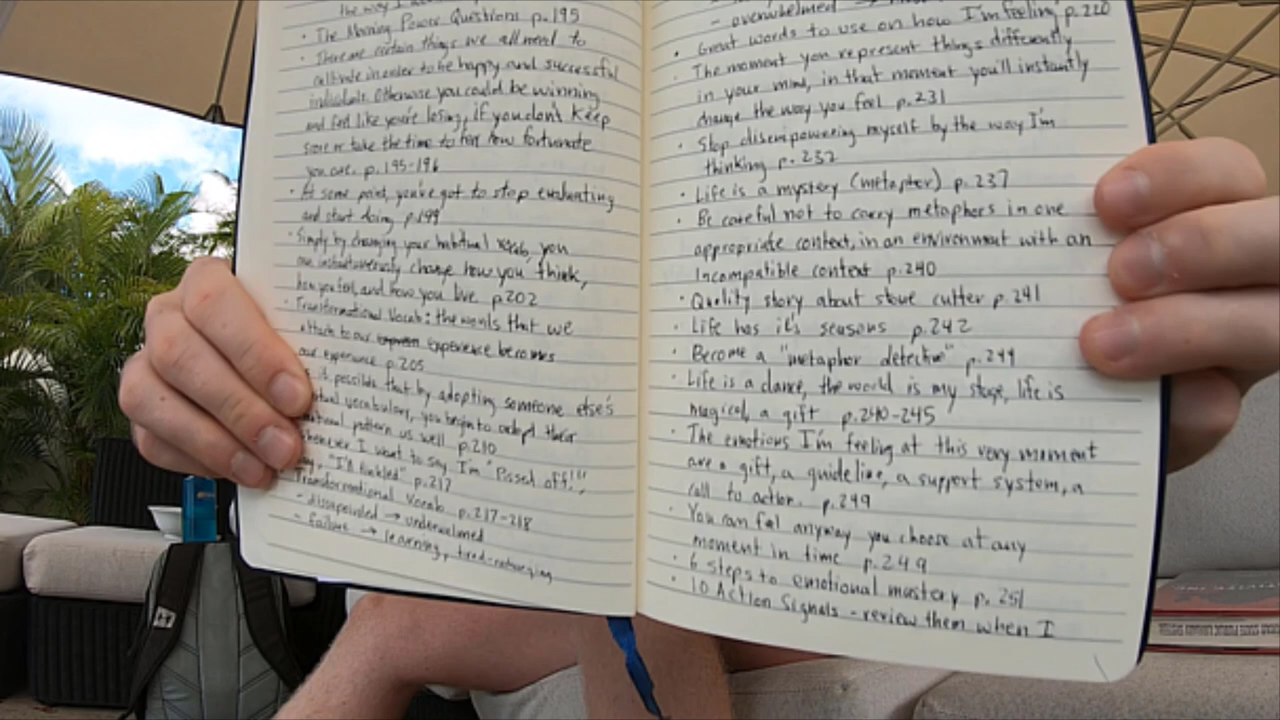 the way I
• The Morning Power Questions p.195
• There are certain things we all need to
cultivate in order to be happy and successful
individuals. Otherwise you could be winning
and feel like you're losing, if you don't keep
score or take the time to how fortunate
you are. p.195-196
• At some point, you've got to stop evaluating
and start doing p.199
• Simply by changing your habitual vocab, you
can instantaneously change how you think,
how you feel, and how you live p.202
• Transformational Vocab: the words that we
attach to our experience becomes
our experience p.205
it possible that by adopting someone else's
vocabulary, you begin to adopt their
pattern as well p.210
Whenever I want to say I'm "Pissed off!!",
"I'll tinkled" p.217
Transformational Vocab p.217-218
- disappointed → underwhelmed
- failure → learning, tired-recharging
- overwhelmed →
• Great words to use on how I'm feeling p.220
• The moment you represent things differently
in your mind, in that moment you'll instantly
change the way you feel p.231
• Stop disempowering myself by the way I'm
thinking p.232
• Life is a mystery (metaphor) p.237
• Be careful not to carry metaphors in one
appropriate context, in an environment with an
Incompatible context p.240
• Quality story about stone cutter p.241
• Life has it's seasons p.242
• Become a "metaphor detective" p.244
• Life is a dance, the world is my stage, life is
magical, a gift p.240-245
• The emotions I'm feeling at this very moment
are a gift, a guideline, a support system, a
call to action. p.249
• You can feel anyway you choose at any
moment in time p.249
• 6 steps to emotional mastery p.251
• 10 Action Signals - review them when I